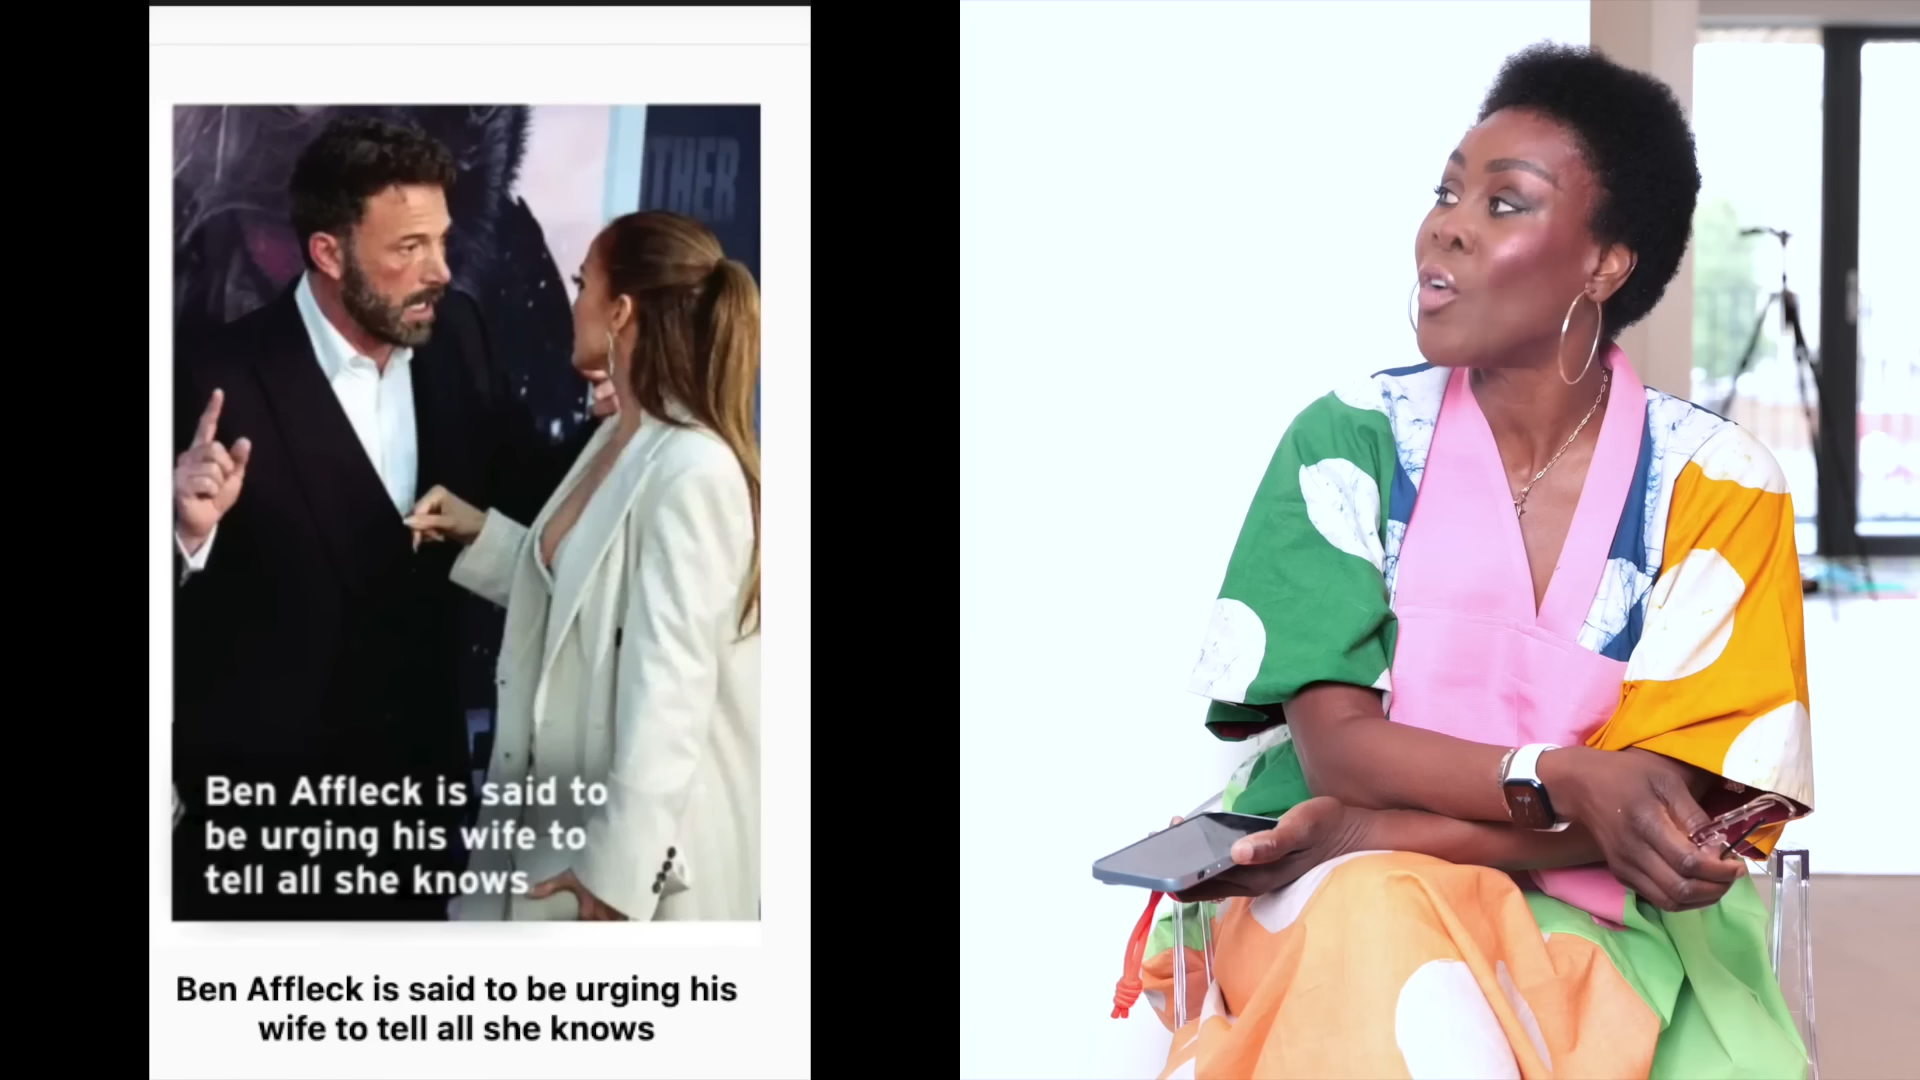 THER
Ben Affleck is said to
be urging his wife to
tell all she knows
Ben Affleck is said to be urging his
wife to tell all she knows